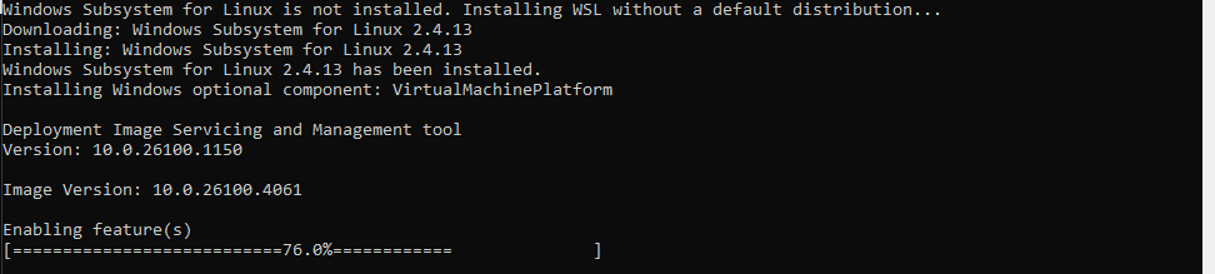 Windows Subsystem for Linux is not installed. Installing WSL without a default distribution...
Downloading: Windows Subsystem for Linux 2.4.13
Installing: Windows Subsystem for Linux 2.4.13
Windows Subsystem for Linux 2.4.13 has been installed.
Installing Windows optional component: VirtualMachinePlatform
Deployment Image Servicing and Management tool
Version: 10.0.26100.1150
Image Version: 10.0.26100.4061
Enabling feature(s)
[===========================76.0%============               ]